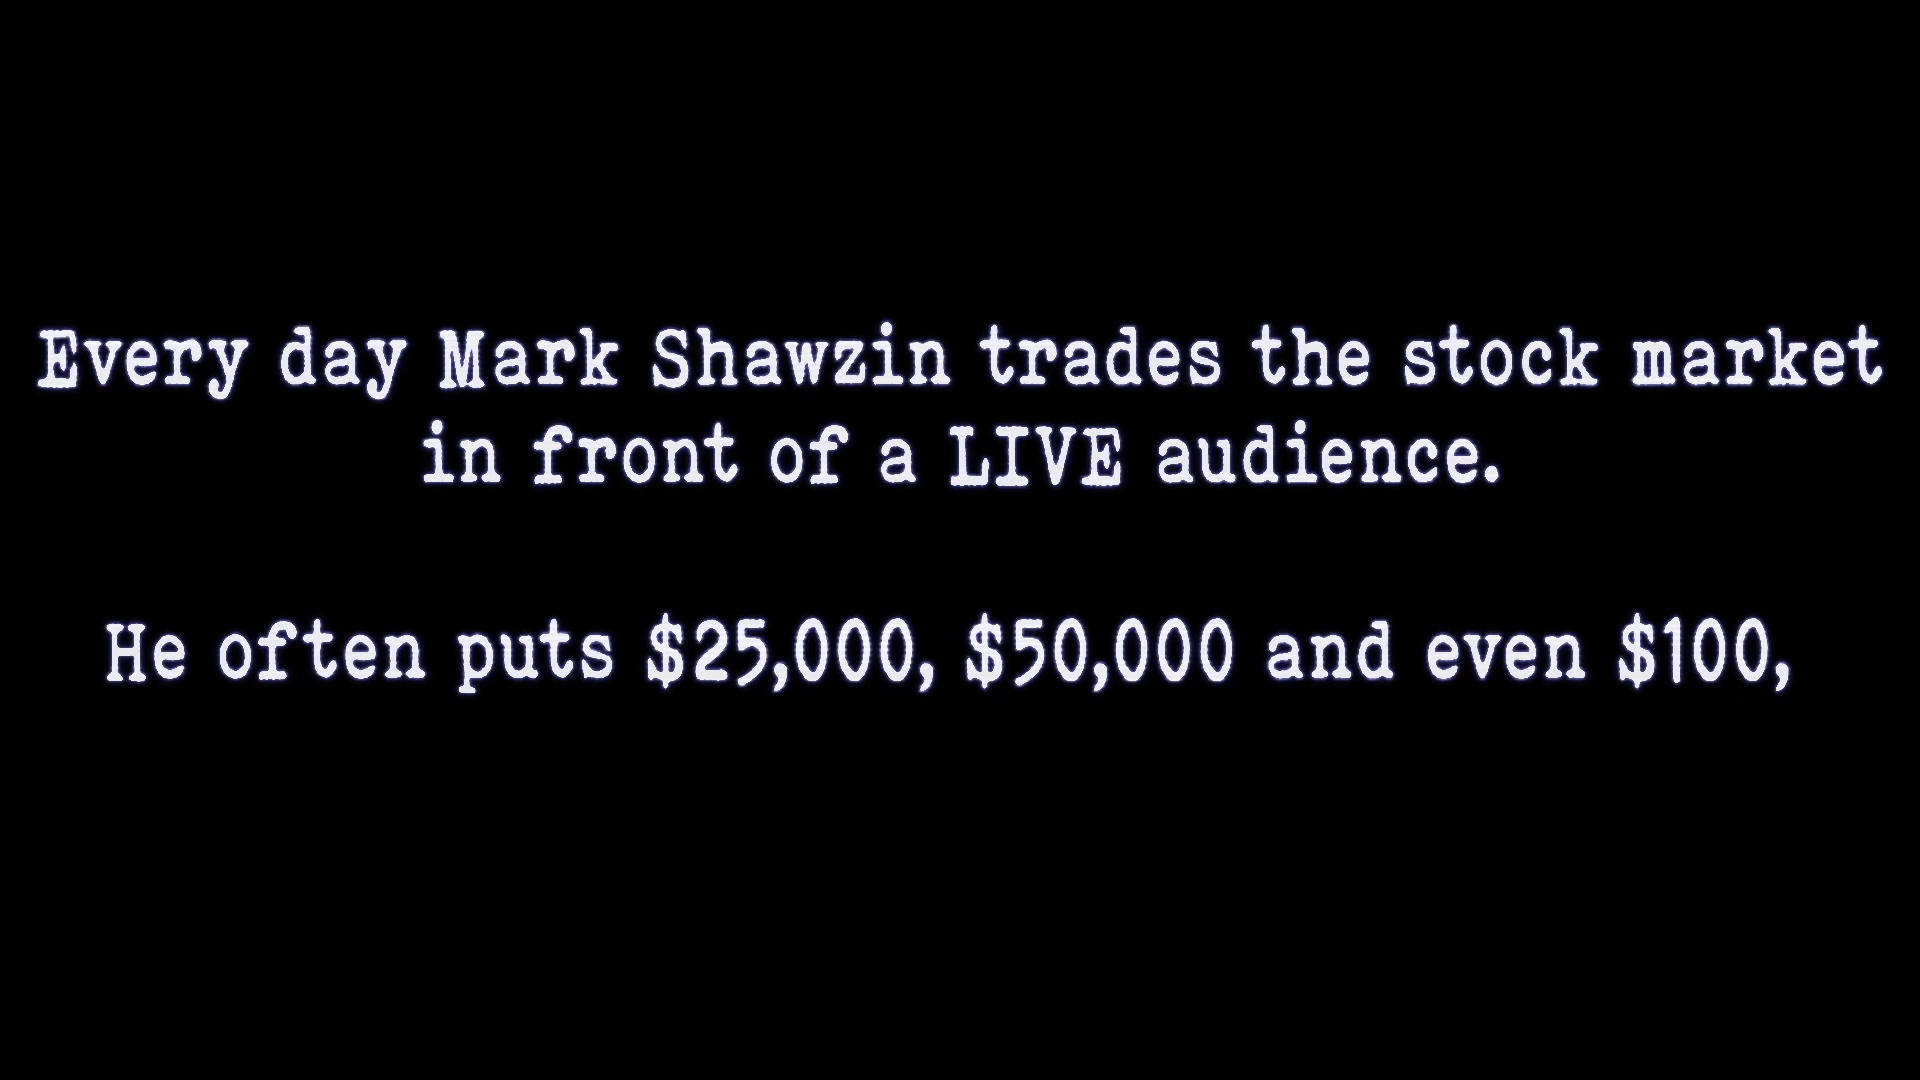 Every day Mark Shawzin trades the stock market
in front of a LIVE audience.
He often puts $25,000, $50,000 and even $100,